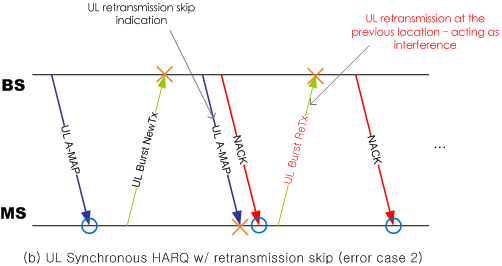 UL retransmission skip
indication
UL retransmission at the
previous location – acting as
interference
BS
UL A-MAP
UL Burst NewTx
UL A-MAP
NACK
UL Burst ReTx
NACK
...
MS
(b) UL Synchronous HARQ w/ retransmission skip (error case 2)